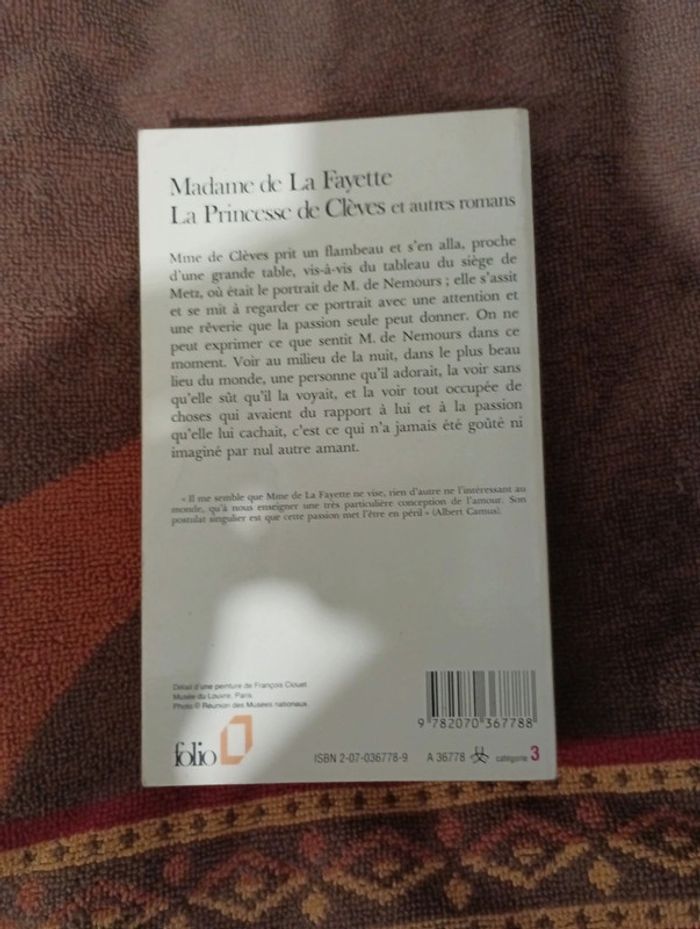 Madame de La Fayette
La Princesse de Clèves et autres romans
Mme de Clèves prit un flambeau et s'en alla, proche
d'une grande table, vis-à-vis du tableau du siège de
Metz, où était le portrait de M. de Nemours ; elle s'assit
et se mit à regarder ce portrait avec une attention et
une rêverie que la passion seule peut donner. On ne
peut exprimer ce que sentit M. de Nemours dans ce
moment. Voir au milieu de la nuit, dans le plus beau
lieu du monde, une personne qu'il adorait, la voir sans
qu'elle sût qu'il la voyait, et la voir tout occupée de
choses qui avaient du rapport à lui et à la passion
qu'elle lui cachait, c'est ce qui n'a jamais été goûté ni
imaginé par nul autre amant.
« Il me semble que Mme de La Fayette ne vise, rien d'autre ne l'intéressant au
monde, qu'à nous enseigner une très particulière conception de l'amour. Son
postulat singulier est que cette passion met l'être en péril » (Albert Camus).
Détail d'une peinture de François Clouet.
Musée du Louvre, Paris.
Photo © Réunion des Musées nationaux
9 782070 367788
folio
ISBN 2-07-036778-9 A 36778 catégorie 3